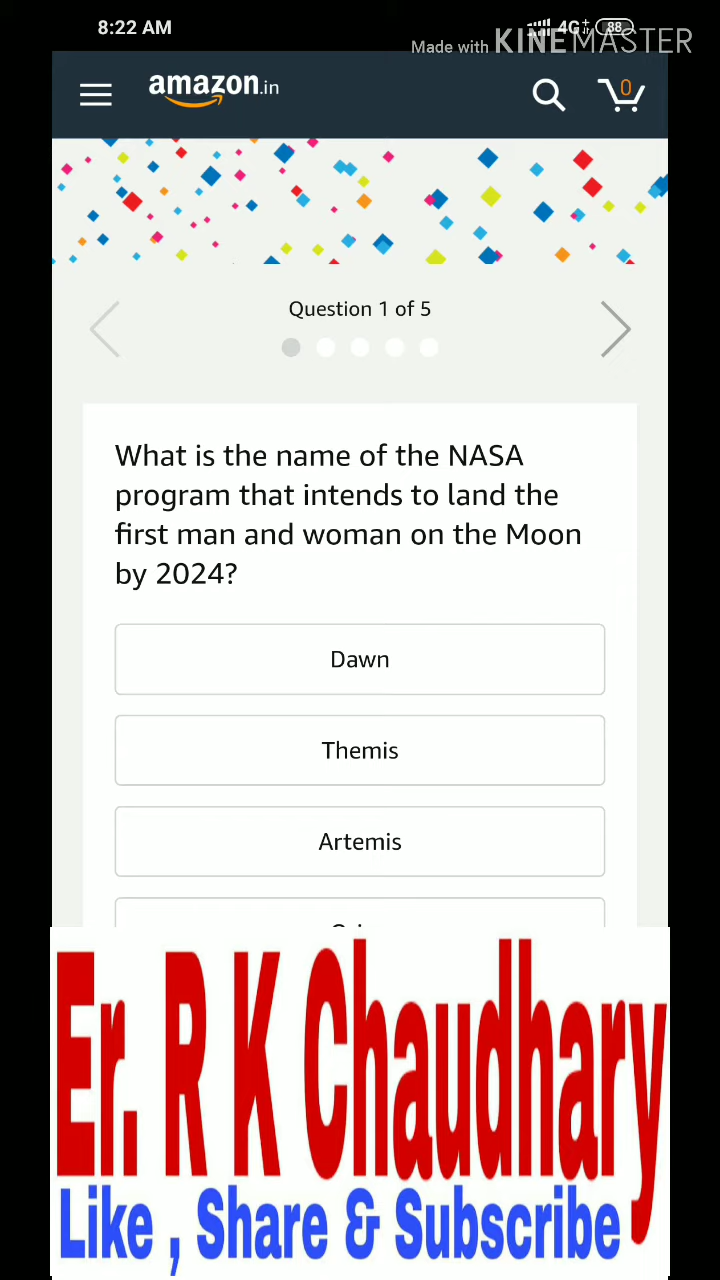 8:22 AM
4G+ 88
Made with KINEMASTER
amazon.in
0
Question 1 of 5
What is the name of the NASA
program that intends to land the
first man and woman on the Moon
by 2024?
Dawn
Themis
Artemis
Er. R K Chaudhary
Like , Share & Subscribe